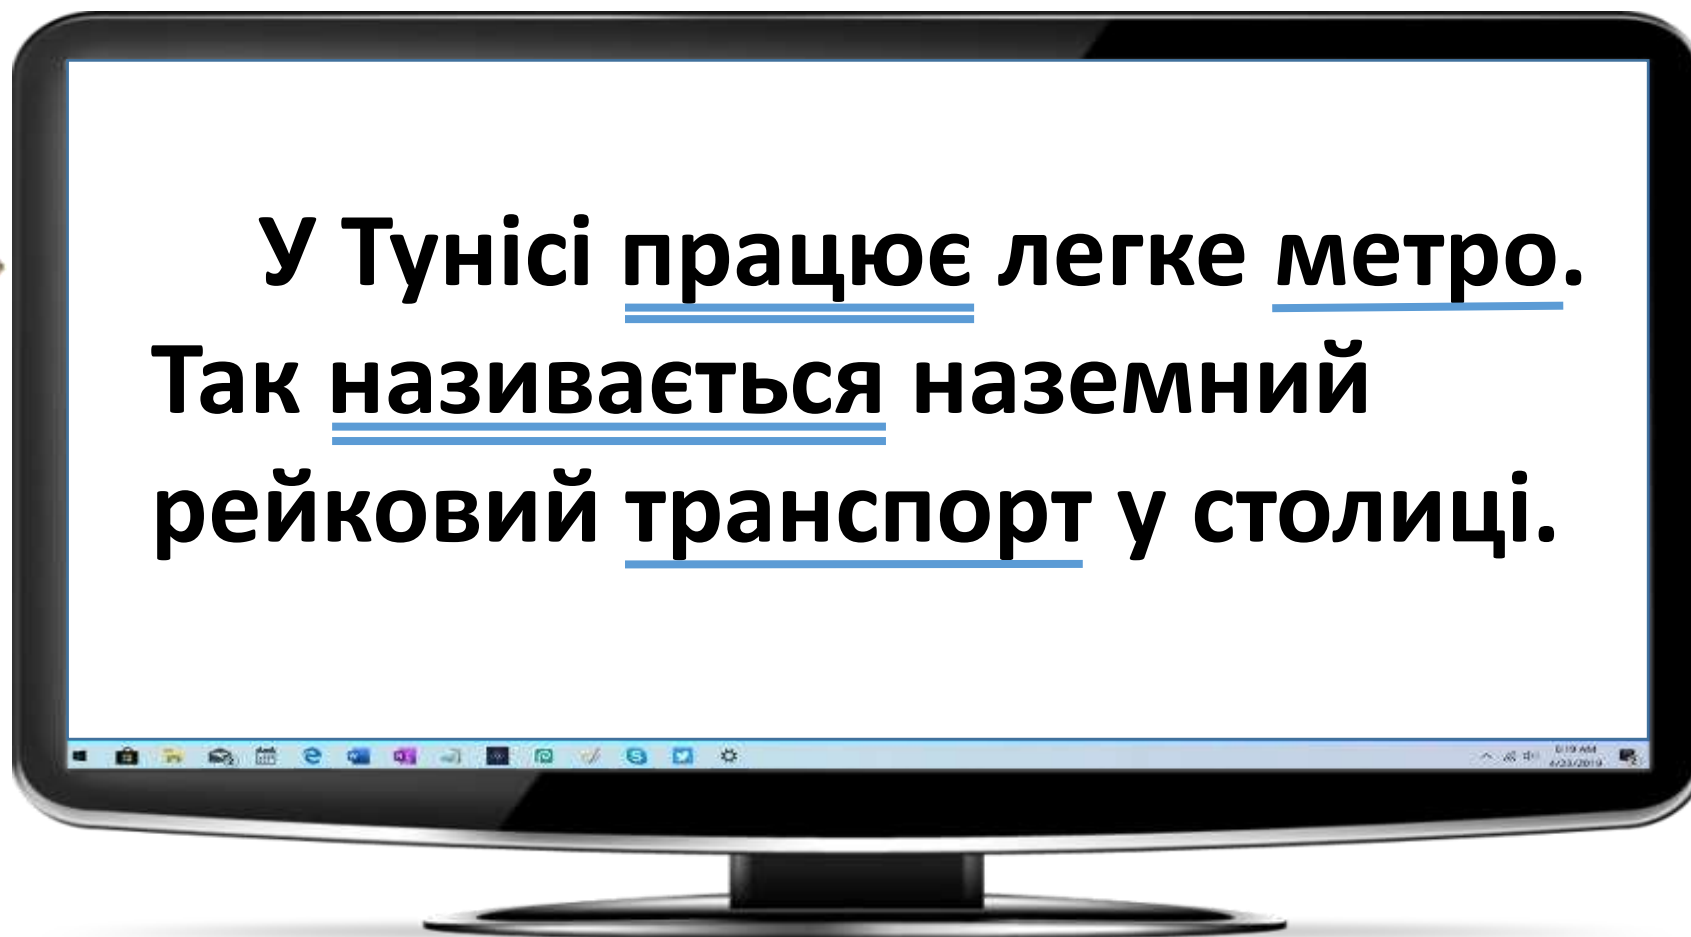 У Тунісі працює легке метро.
Так називається наземний
рейковий транспорт у столиці.